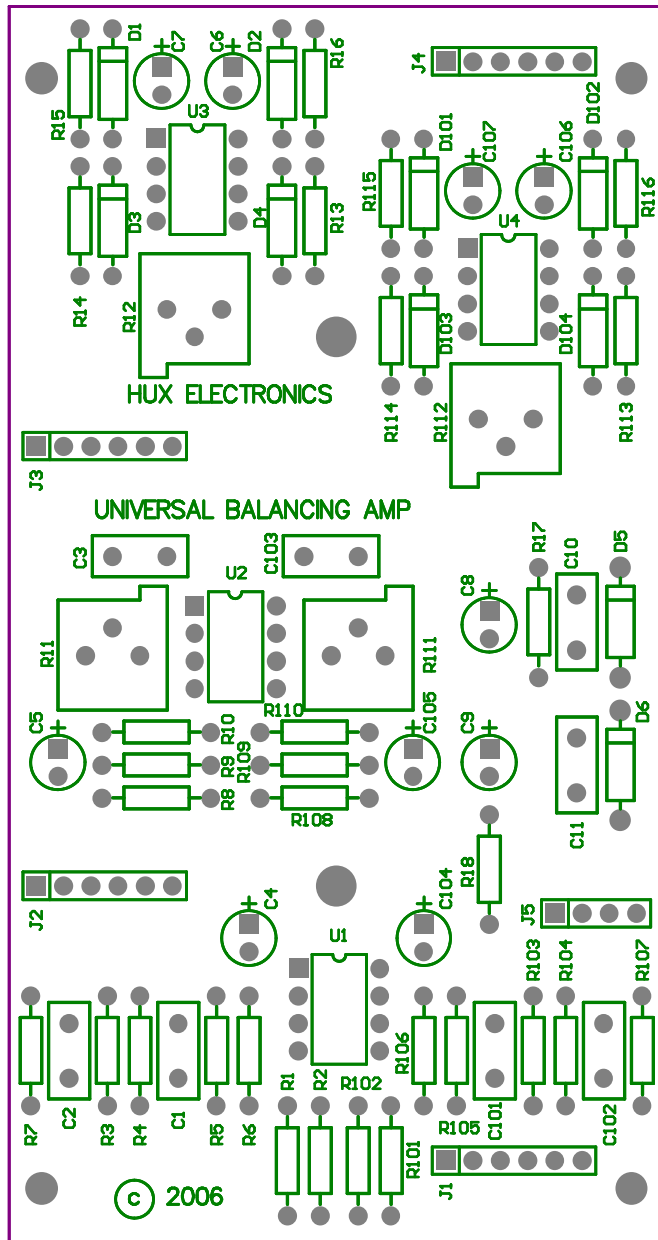 D1
C7
C6
D2
R16
J4
R15
U3
D102
D101
C107
C106
R115
R116
D3
D4
R13
U4
R14
R12
D103
D104
HUX ELECTRONICS
R114
R112
R113
J3
UNIVERSAL BALANCING AMP
C3
C103
R17
C10
D5
U2
C8
R11
R111
D6
C5
R10
R110
C105
C9
R9
R109
R8
R108
C11
R18
J2
C4
C104
J5
U1
R103
R104
R107
R106
R7
C2
R3
R4
C1
R5
R6
R1
R2
R102
R105
C101
C102
R101
J1
C 2006